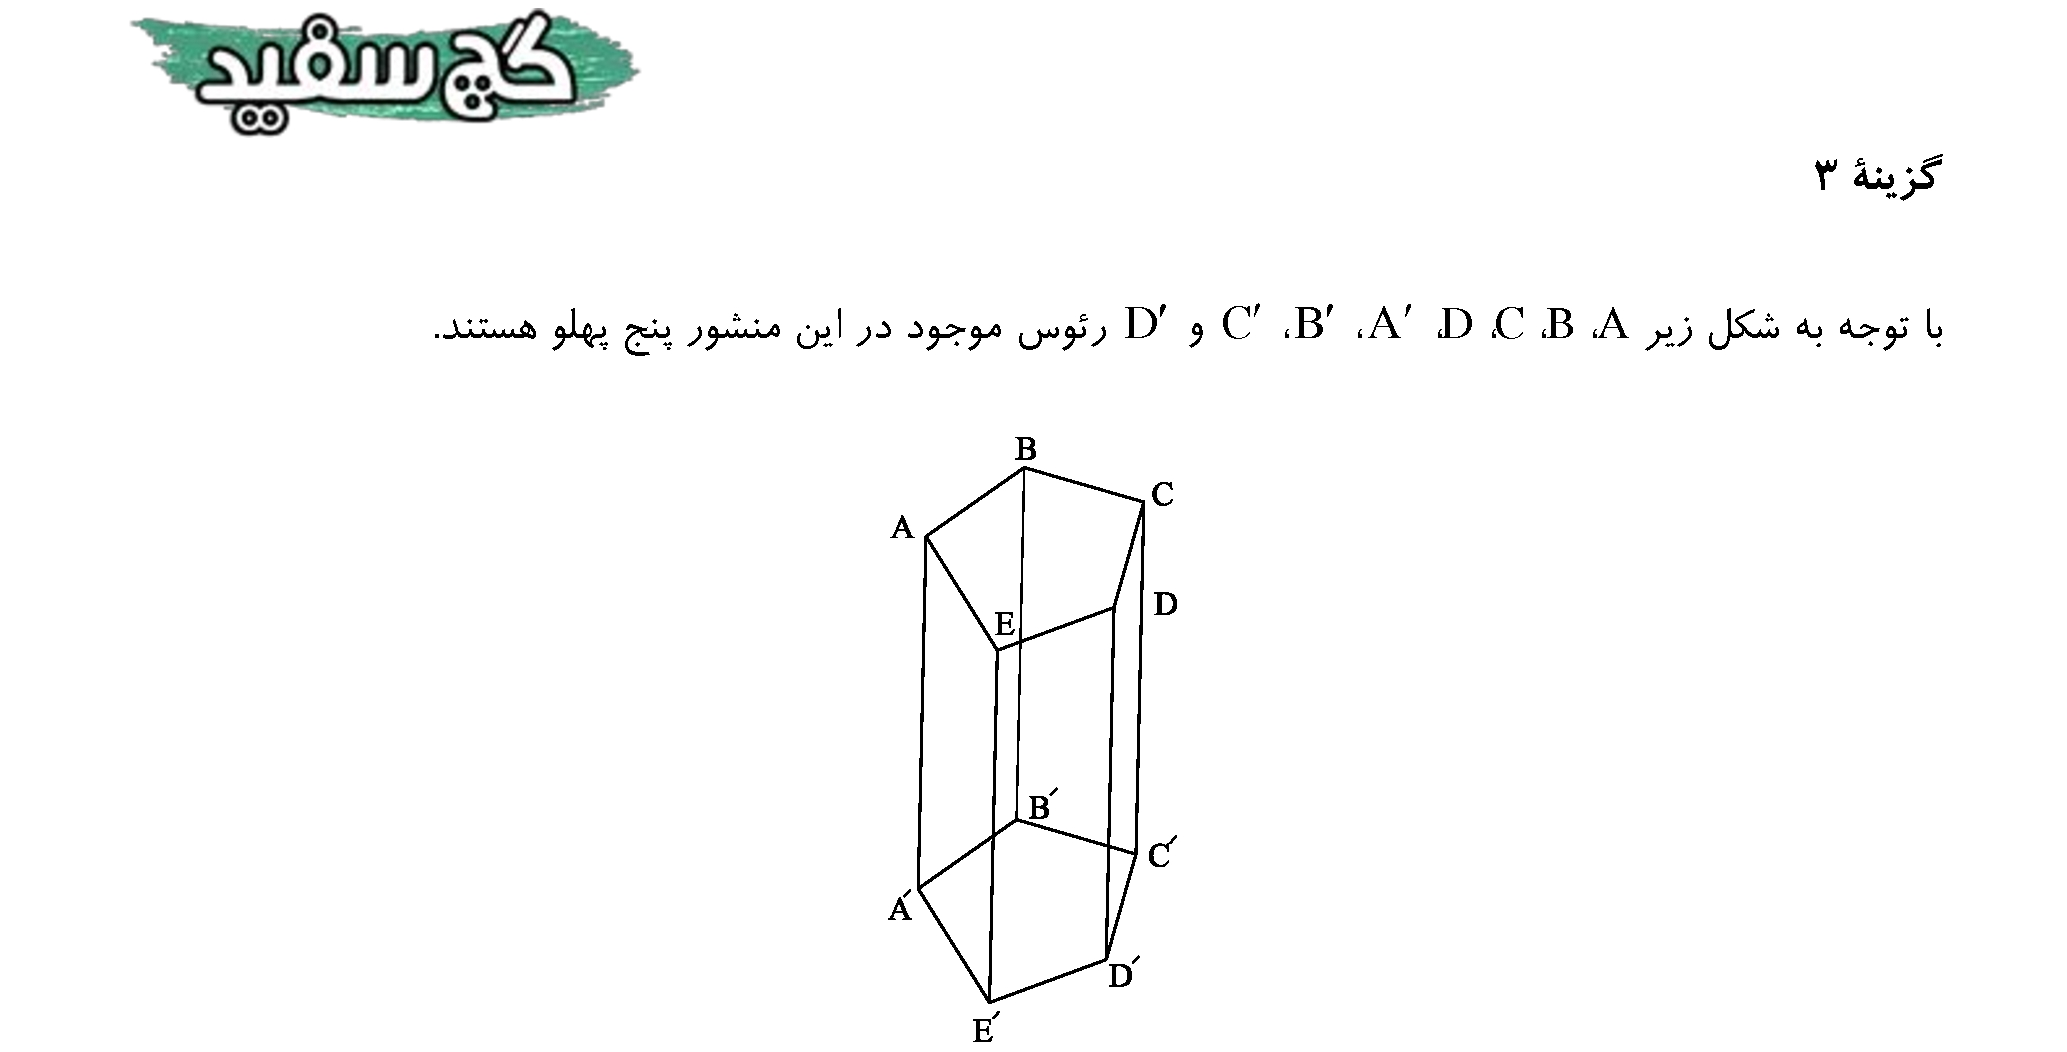 گچ سفید
گزینهٔ ۳
با توجه به شکل زیر A، B، C، D، A′، B′، C′ و D′ رئوس موجود در این منشور پنج پهلو هستند.
B
C
A
D
E
B′
C′
A′
D′
E′